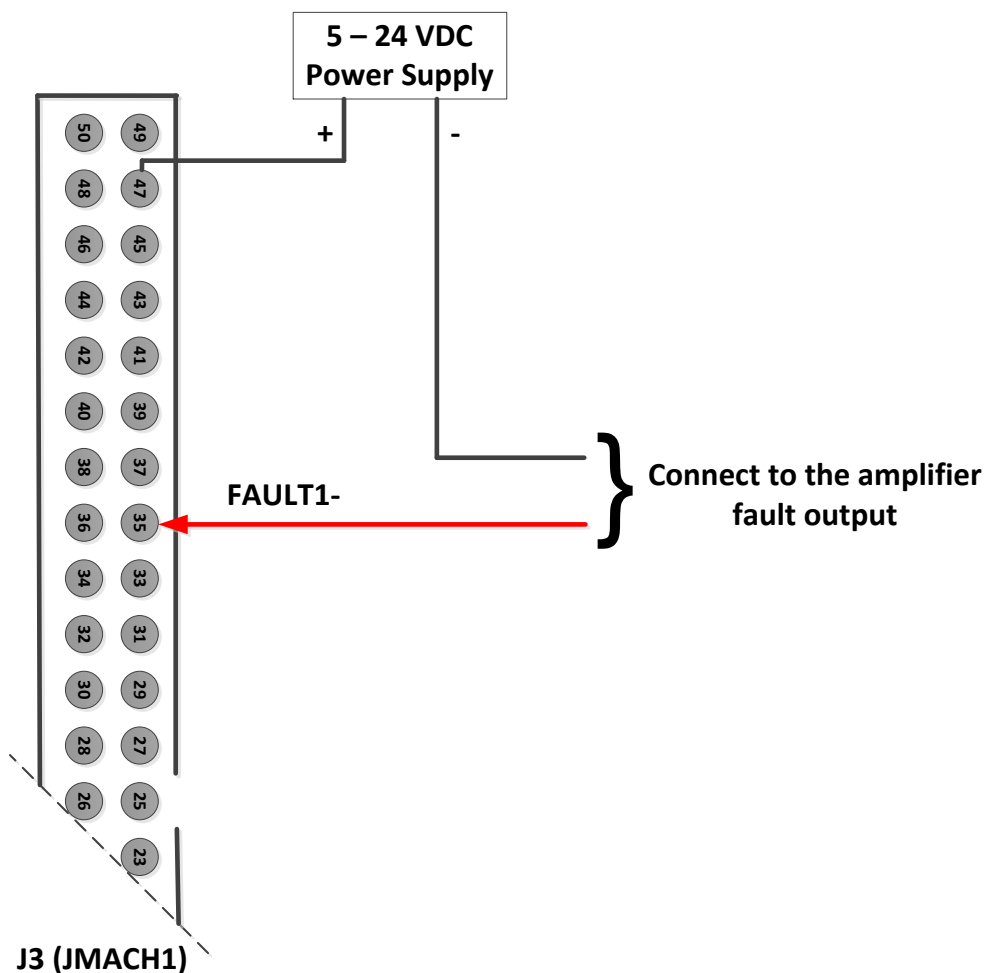 5 – 24 VDC
Power Supply
+
-
50 49
48 47
46 45
44 43
42 41
40 39
38 37
FAULT1-
36 35
34 33
32 31
30 29
28 27
26 25
23
}
Connect to the amplifier
fault output
J3 (JMACH1)